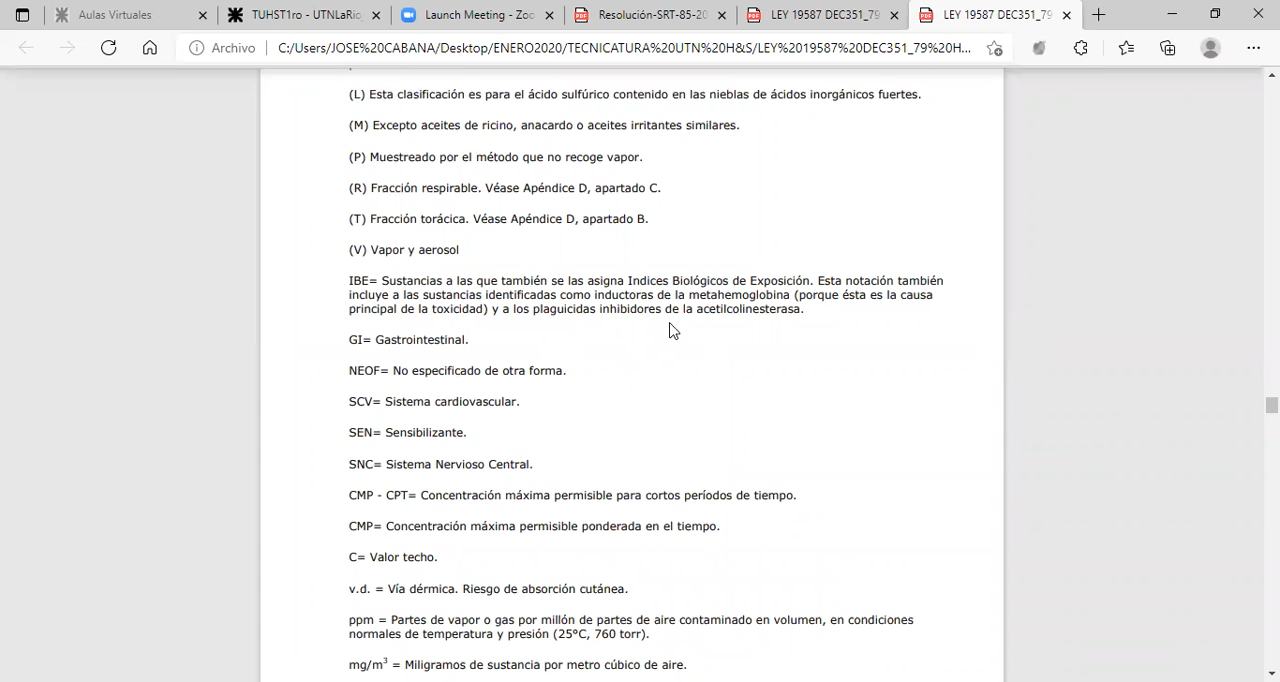 Aulas Virtuales
TUHST1ro - UTNLaRio
Launch Meeting - Zoo
Resolución-SRT-85-20
LEY 19587 DEC351_79
LEY 19587 DEC351_79
Archivo
C:/Users/JOSE%20CABANA/Desktop/ENERO2020/TECNICATURA%20UTN%20H&S/LEY%2019587%20DEC351_79%20H...
(L) Esta clasificación es para el ácido sulfúrico contenido en las nieblas de ácidos inorgánicos fuertes.
(M) Excepto aceites de ricino, anacardo o aceites irritantes similares.
(P) Muestreado por el método que no recoge vapor.
(R) Fracción respirable. Véase Apéndice D, apartado C.
(T) Fracción torácica. Véase Apéndice D, apartado B.
(V) Vapor y aerosol
IBE= Sustancias a las que también se las asigna Indices Biológicos de Exposición. Esta notación también
incluye a las sustancias identificadas como inductoras de la metahemoglobina (porque ésta es la causa
principal de la toxicidad) y a los plaguicidas inhibidores de la acetilcolinesterasa.
GI= Gastrointestinal.
NEOF= No especificado de otra forma.
SCV= Sistema cardiovascular.
SEN= Sensibilizante.
SNC= Sistema Nervioso Central.
CMP - CPT= Concentración máxima permisible para cortos períodos de tiempo.
CMP= Concentración máxima permisible ponderada en el tiempo.
C= Valor techo.
v.d. = Vía dérmica. Riesgo de absorción cutánea.
ppm = Partes de vapor o gas por millón de partes de aire contaminado en volumen, en condiciones
normales de temperatura y presión (25°C, 760 torr).
mg/m³ = Miligramos de sustancia por metro cúbico de aire.